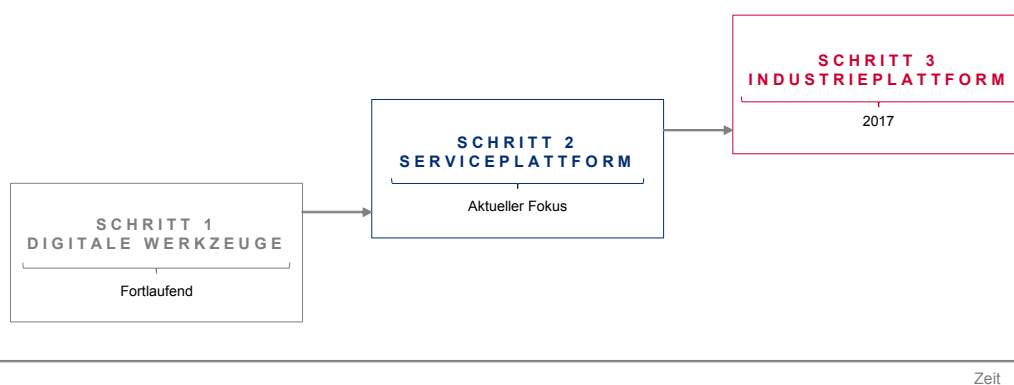 SCHRITT 1
DIGITALE WERKZEUGE
Fortlaufend
SCHRITT 2
SERVICEPLATTFORM
Aktueller Fokus
SCHRITT 3
INDUSTRIEPLATTFORM
2017
Zeit